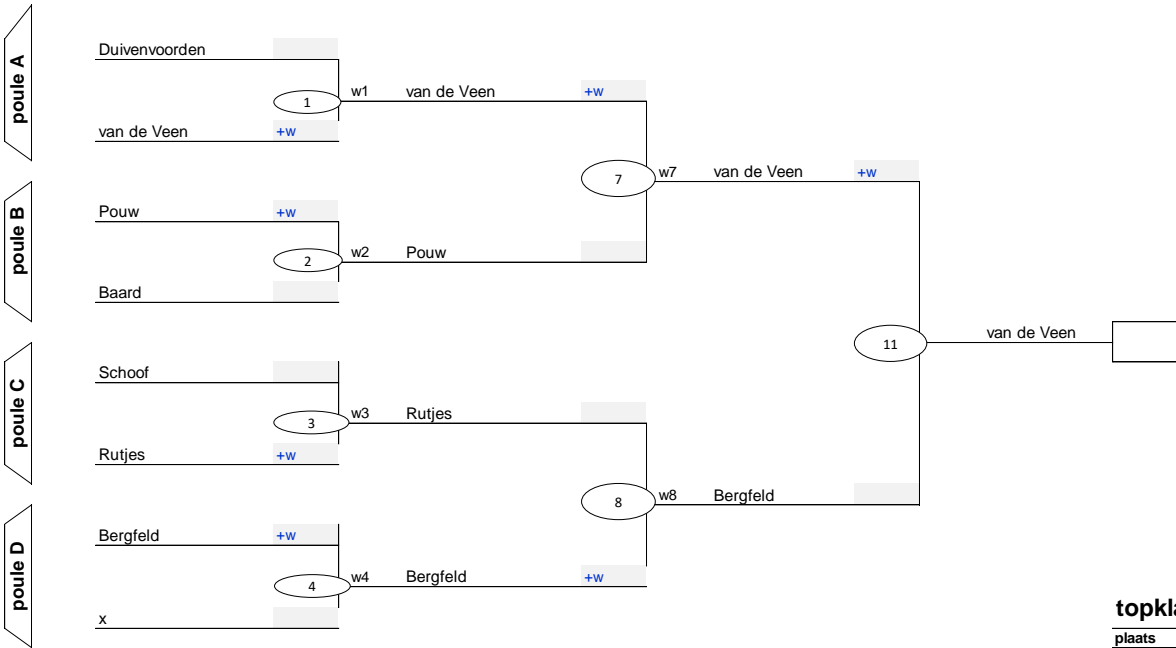 poule A
Duivenvoorden
1 w1 van de Veen +w
van de Veen +w
7 w7 van de Veen +w
poule B
Pouw +w
2 w2 Pouw
Baard
11 van de Veen
poule C
Schoof
3 w3 Rutjes
Rutjes +w
8 w8 Bergfeld
poule D
Bergfeld +w
4 w4 Bergfeld +w
x
topkla
plaats